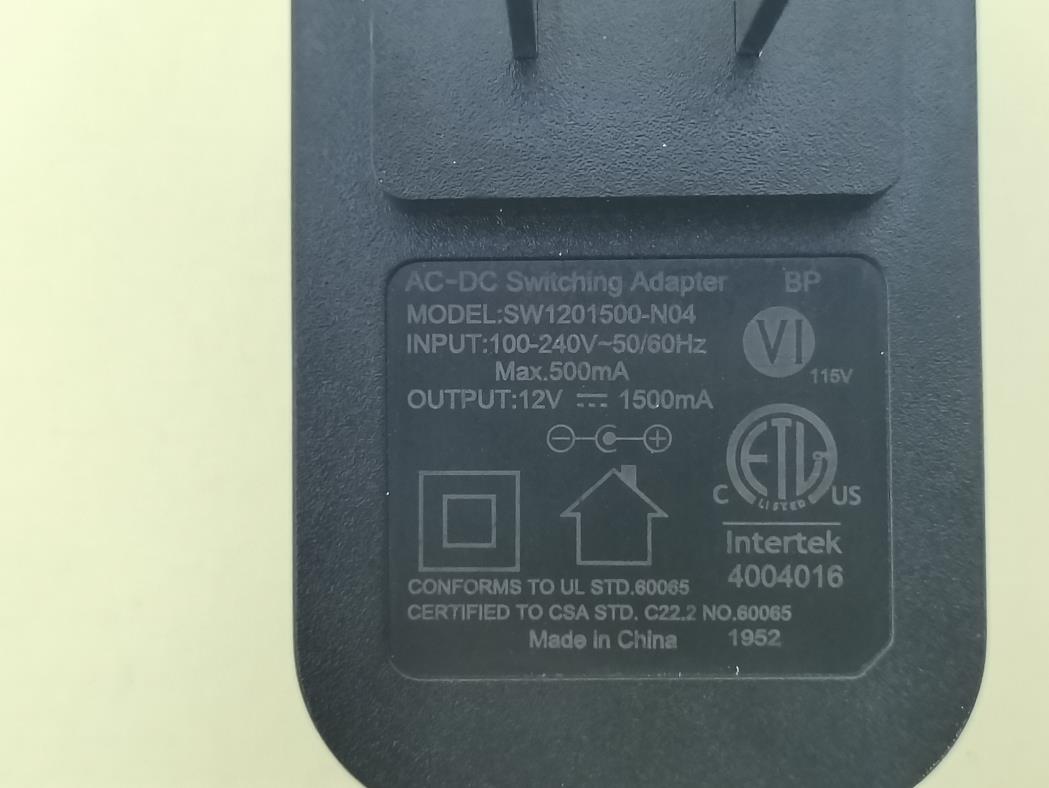 AC-DC Switching Adapter BP
MODEL:SW1201500-N04
INPUT:100-240V~50/60Hz
Max.500mA
VI
115V
OUTPUT:12V ⎓ 1500mA
ETL
C LISTED US
Intertek
4004016
CONFORMS TO UL STD.60065
CERTIFIED TO CSA STD. C22.2 NO.60065
Made in China 1952